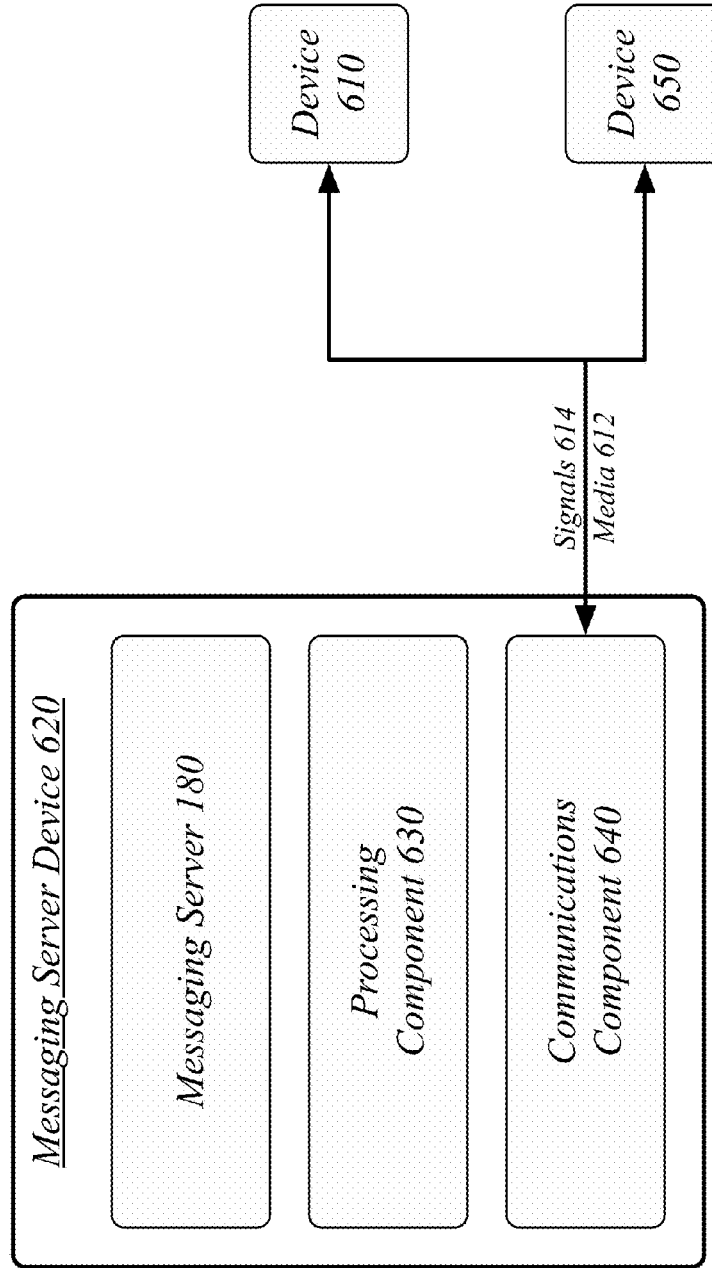 Messaging Server Device 620
Messaging Server 180
Processing
Component 630
Communications
Component 640
Signals 614
Media 612
Device
610
Device
650